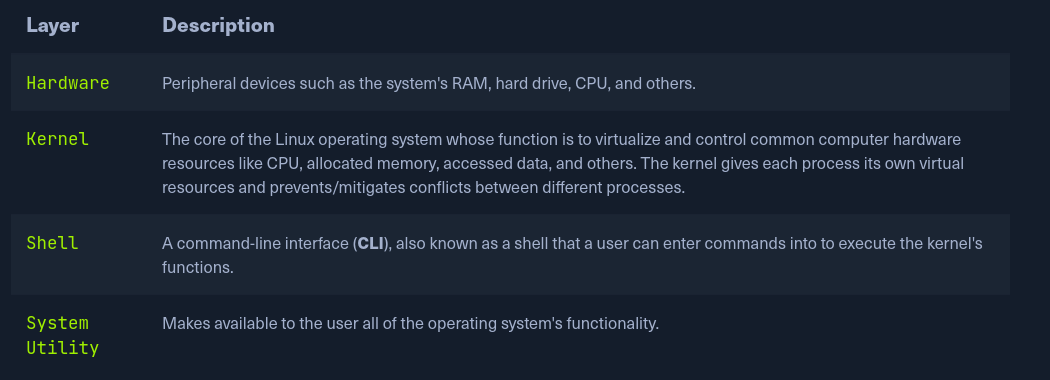 Layer Description
Hardware Peripheral devices such as the system's RAM, hard drive, CPU, and others.
Kernel The core of the Linux operating system whose function is to virtualize and control common computer hardware
resources like CPU, allocated memory, accessed data, and others. The kernel gives each process its own virtual
resources and prevents/mitigates conflicts between different processes.
Shell A command-line interface (CLI), also known as a shell that a user can enter commands into to execute the kernel's
functions.
System Makes available to the user all of the operating system's functionality.
Utility